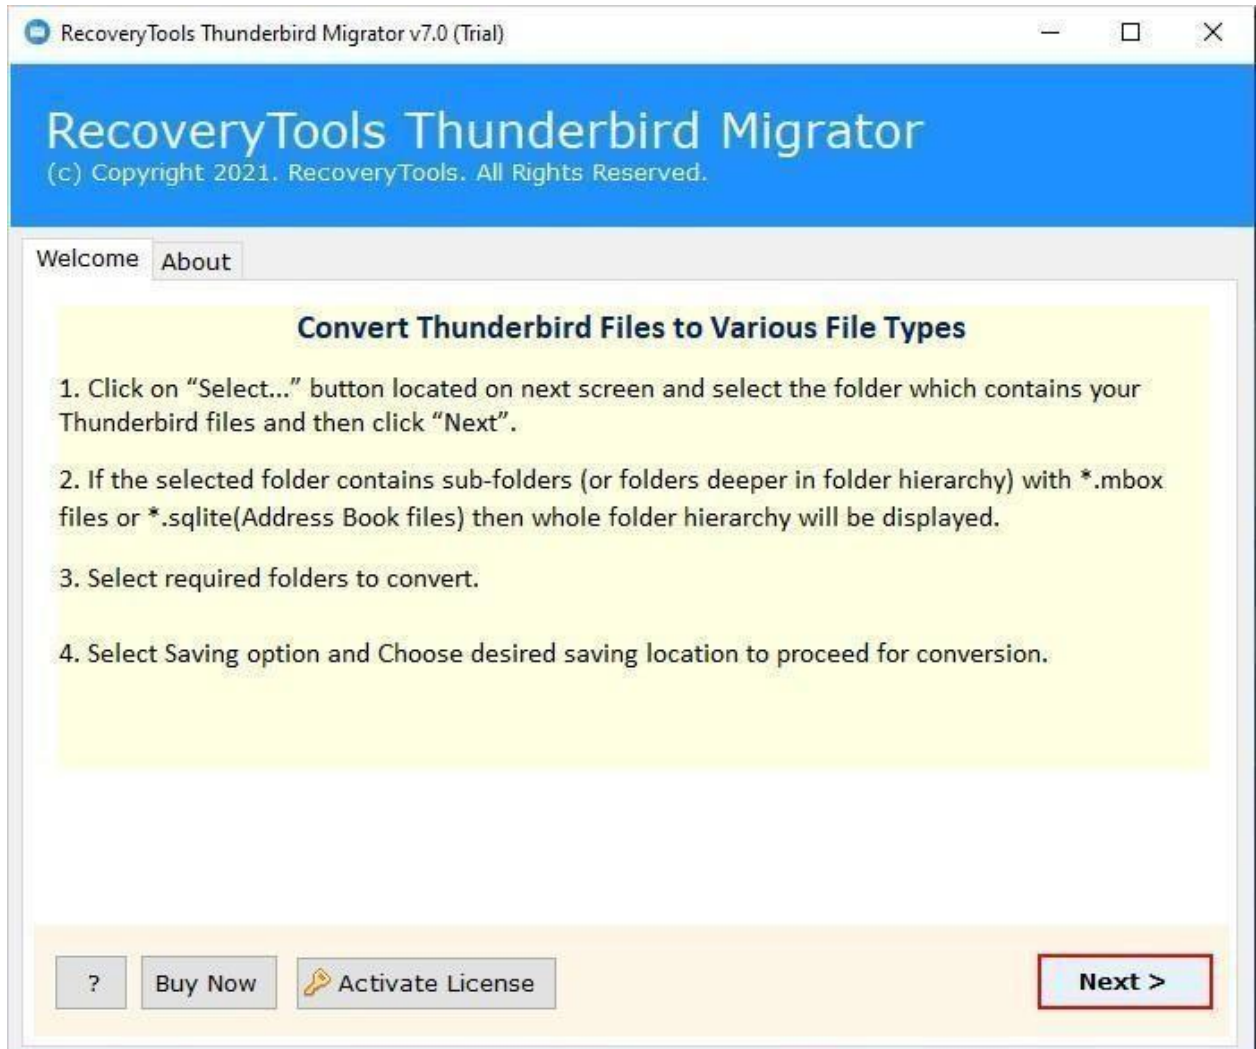 RecoveryTools Thunderbird Migrator v7.0 (Trial)
RecoveryTools Thunderbird Migrator
(c) Copyright 2021. RecoveryTools. All Rights Reserved.
Welcome About
Convert Thunderbird Files to Various File Types
1. Click on “Select...” button located on next screen and select the folder which contains your
Thunderbird files and then click “Next”.
2. If the selected folder contains sub-folders (or folders deeper in folder hierarchy) with *.mbox
files or *.sqlite(Address Book files) then whole folder hierarchy will be displayed.
3. Select required folders to convert.
4. Select Saving option and Choose desired saving location to proceed for conversion.
? Buy Now Activate License Next >